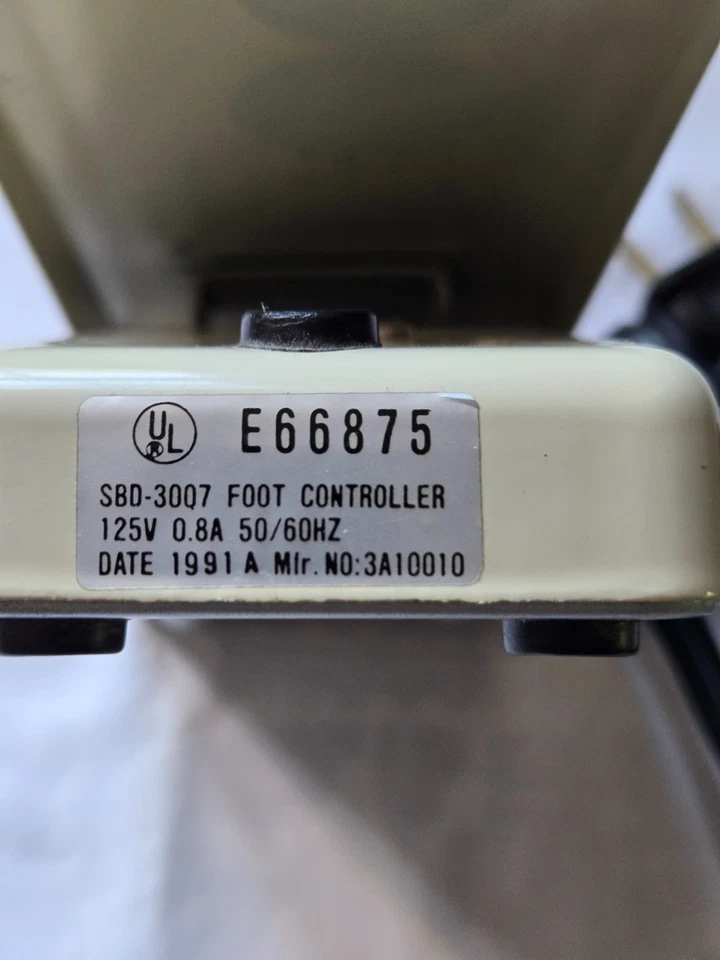 UL R E66875
SBD-30Q7 FOOT CONTROLLER
125V 0.8A 50/60HZ
DATE 1991 A Mfr. NO:3A10010